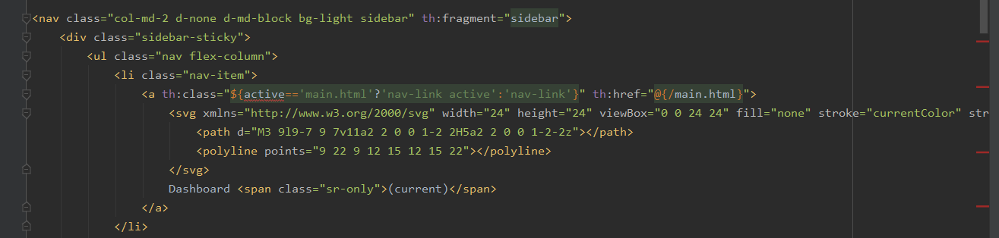 <nav class="col-md-2 d-none d-md-block bg-light sidebar" th:fragment="sidebar">
<div class="sidebar-sticky">
<ul class="nav flex-column">
<li class="nav-item">
<a th:class="${active=='main.html'?'nav-link active':'nav-link'}" th:href="@{/main.html}">
<svg xmlns="http://www.w3.org/2000/svg" width="24" height="24" viewBox="0 0 24 24" fill="none" stroke="currentColor" str
<path d="M3 9l9-7 9 7v11a2 2 0 0 1-2 2H5a2 2 0 0 1-2-2z"></path>
<polyline points="9 22 9 12 15 12 15 22"></polyline>
</svg>
Dashboard <span class="sr-only">(current)</span>
</a>
</li>